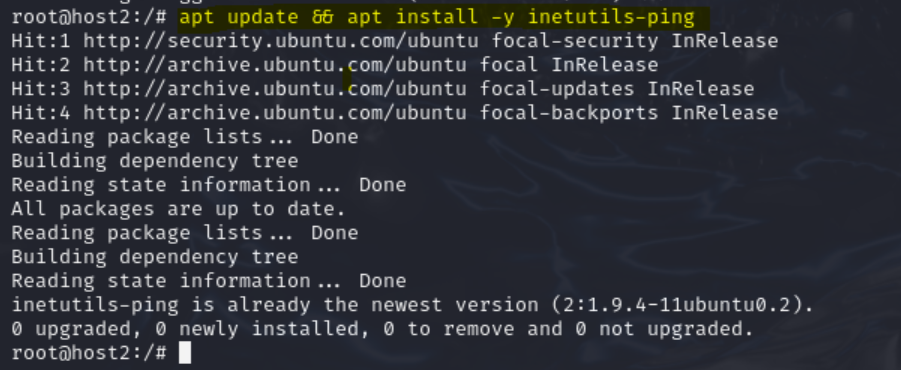 root@host2:/# apt update && apt install -y inetutils-ping
Hit:1 http://security.ubuntu.com/ubuntu focal-security InRelease
Hit:2 http://archive.ubuntu.com/ubuntu focal InRelease
Hit:3 http://archive.ubuntu.com/ubuntu focal-updates InRelease
Hit:4 http://archive.ubuntu.com/ubuntu focal-backports InRelease
Reading package lists... Done
Building dependency tree
Reading state information... Done
All packages are up to date.
Reading package lists... Done
Building dependency tree
Reading state information... Done
inetutils-ping is already the newest version (2:1.9.4-11ubuntu0.2).
0 upgraded, 0 newly installed, 0 to remove and 0 not upgraded.
root@host2:/#